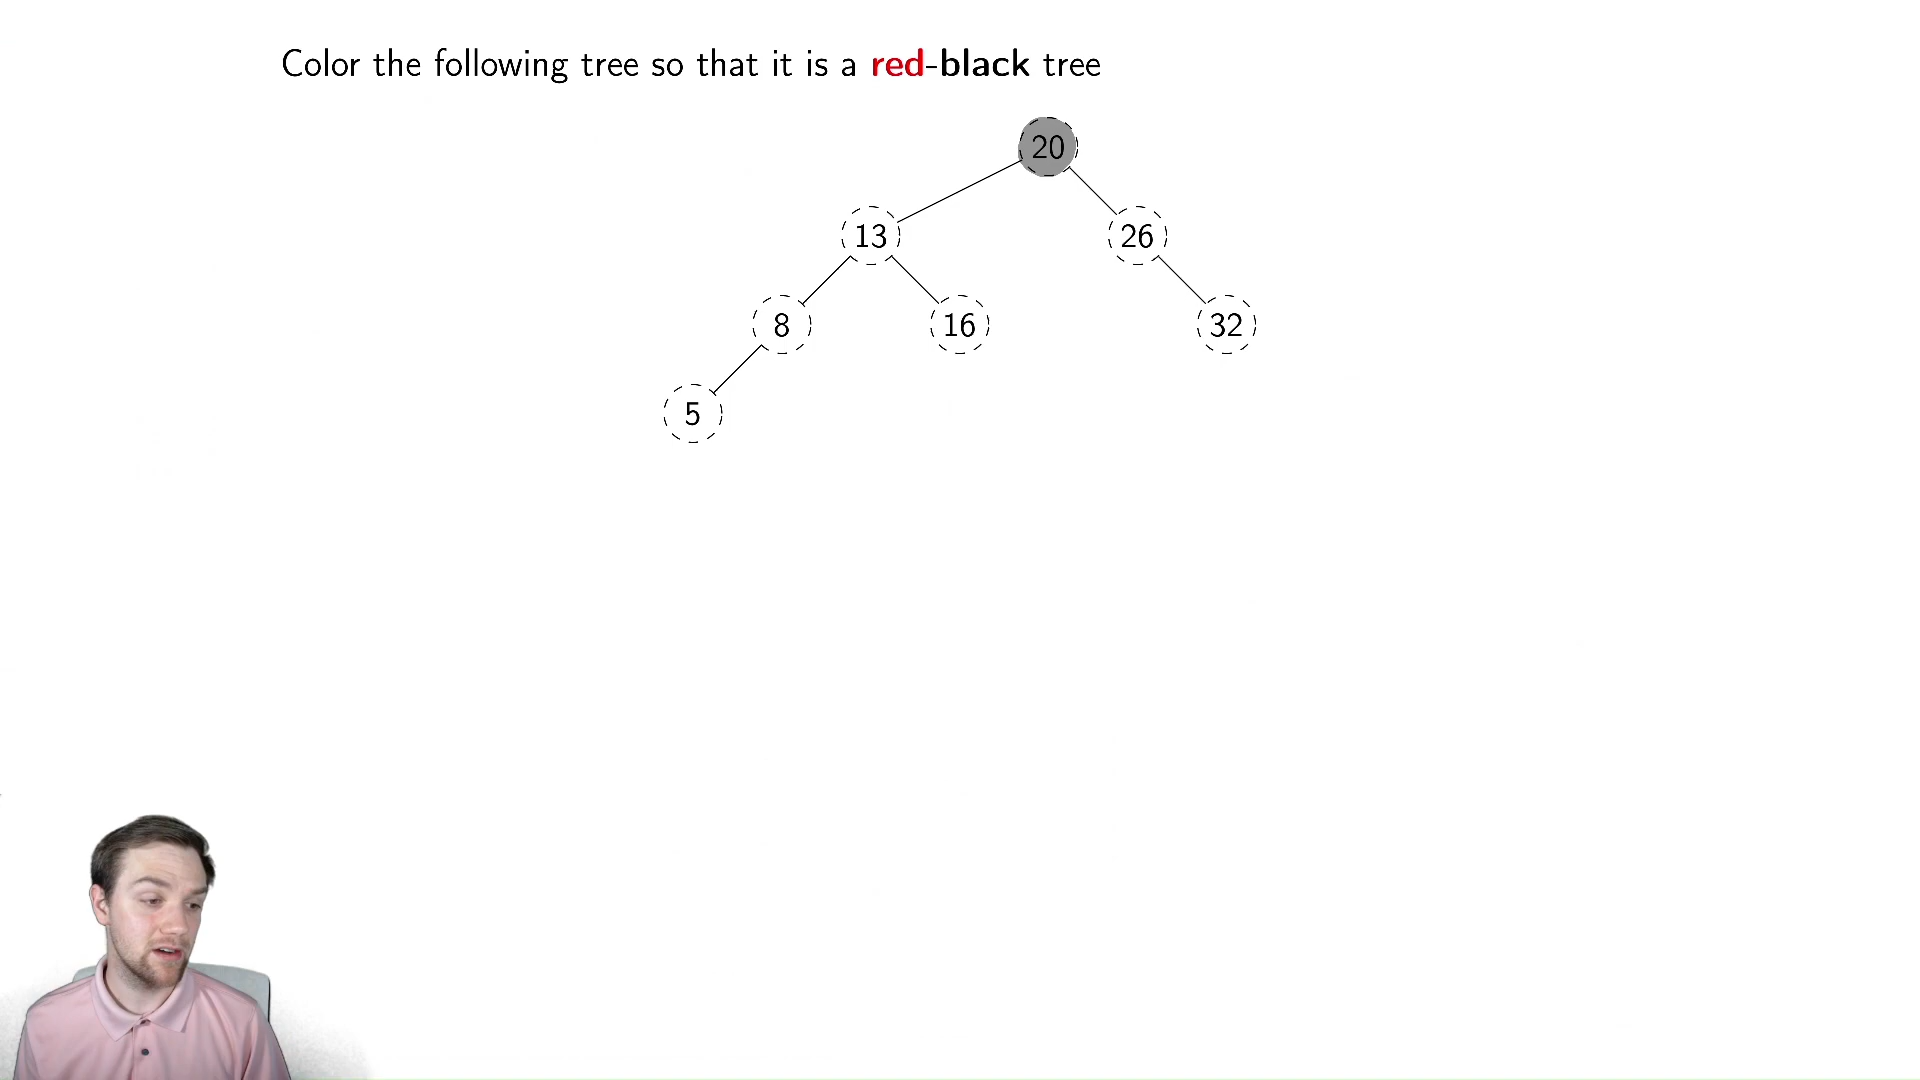 Color the following tree so that it is a red-black tree
20
13 26
8 16 32
5